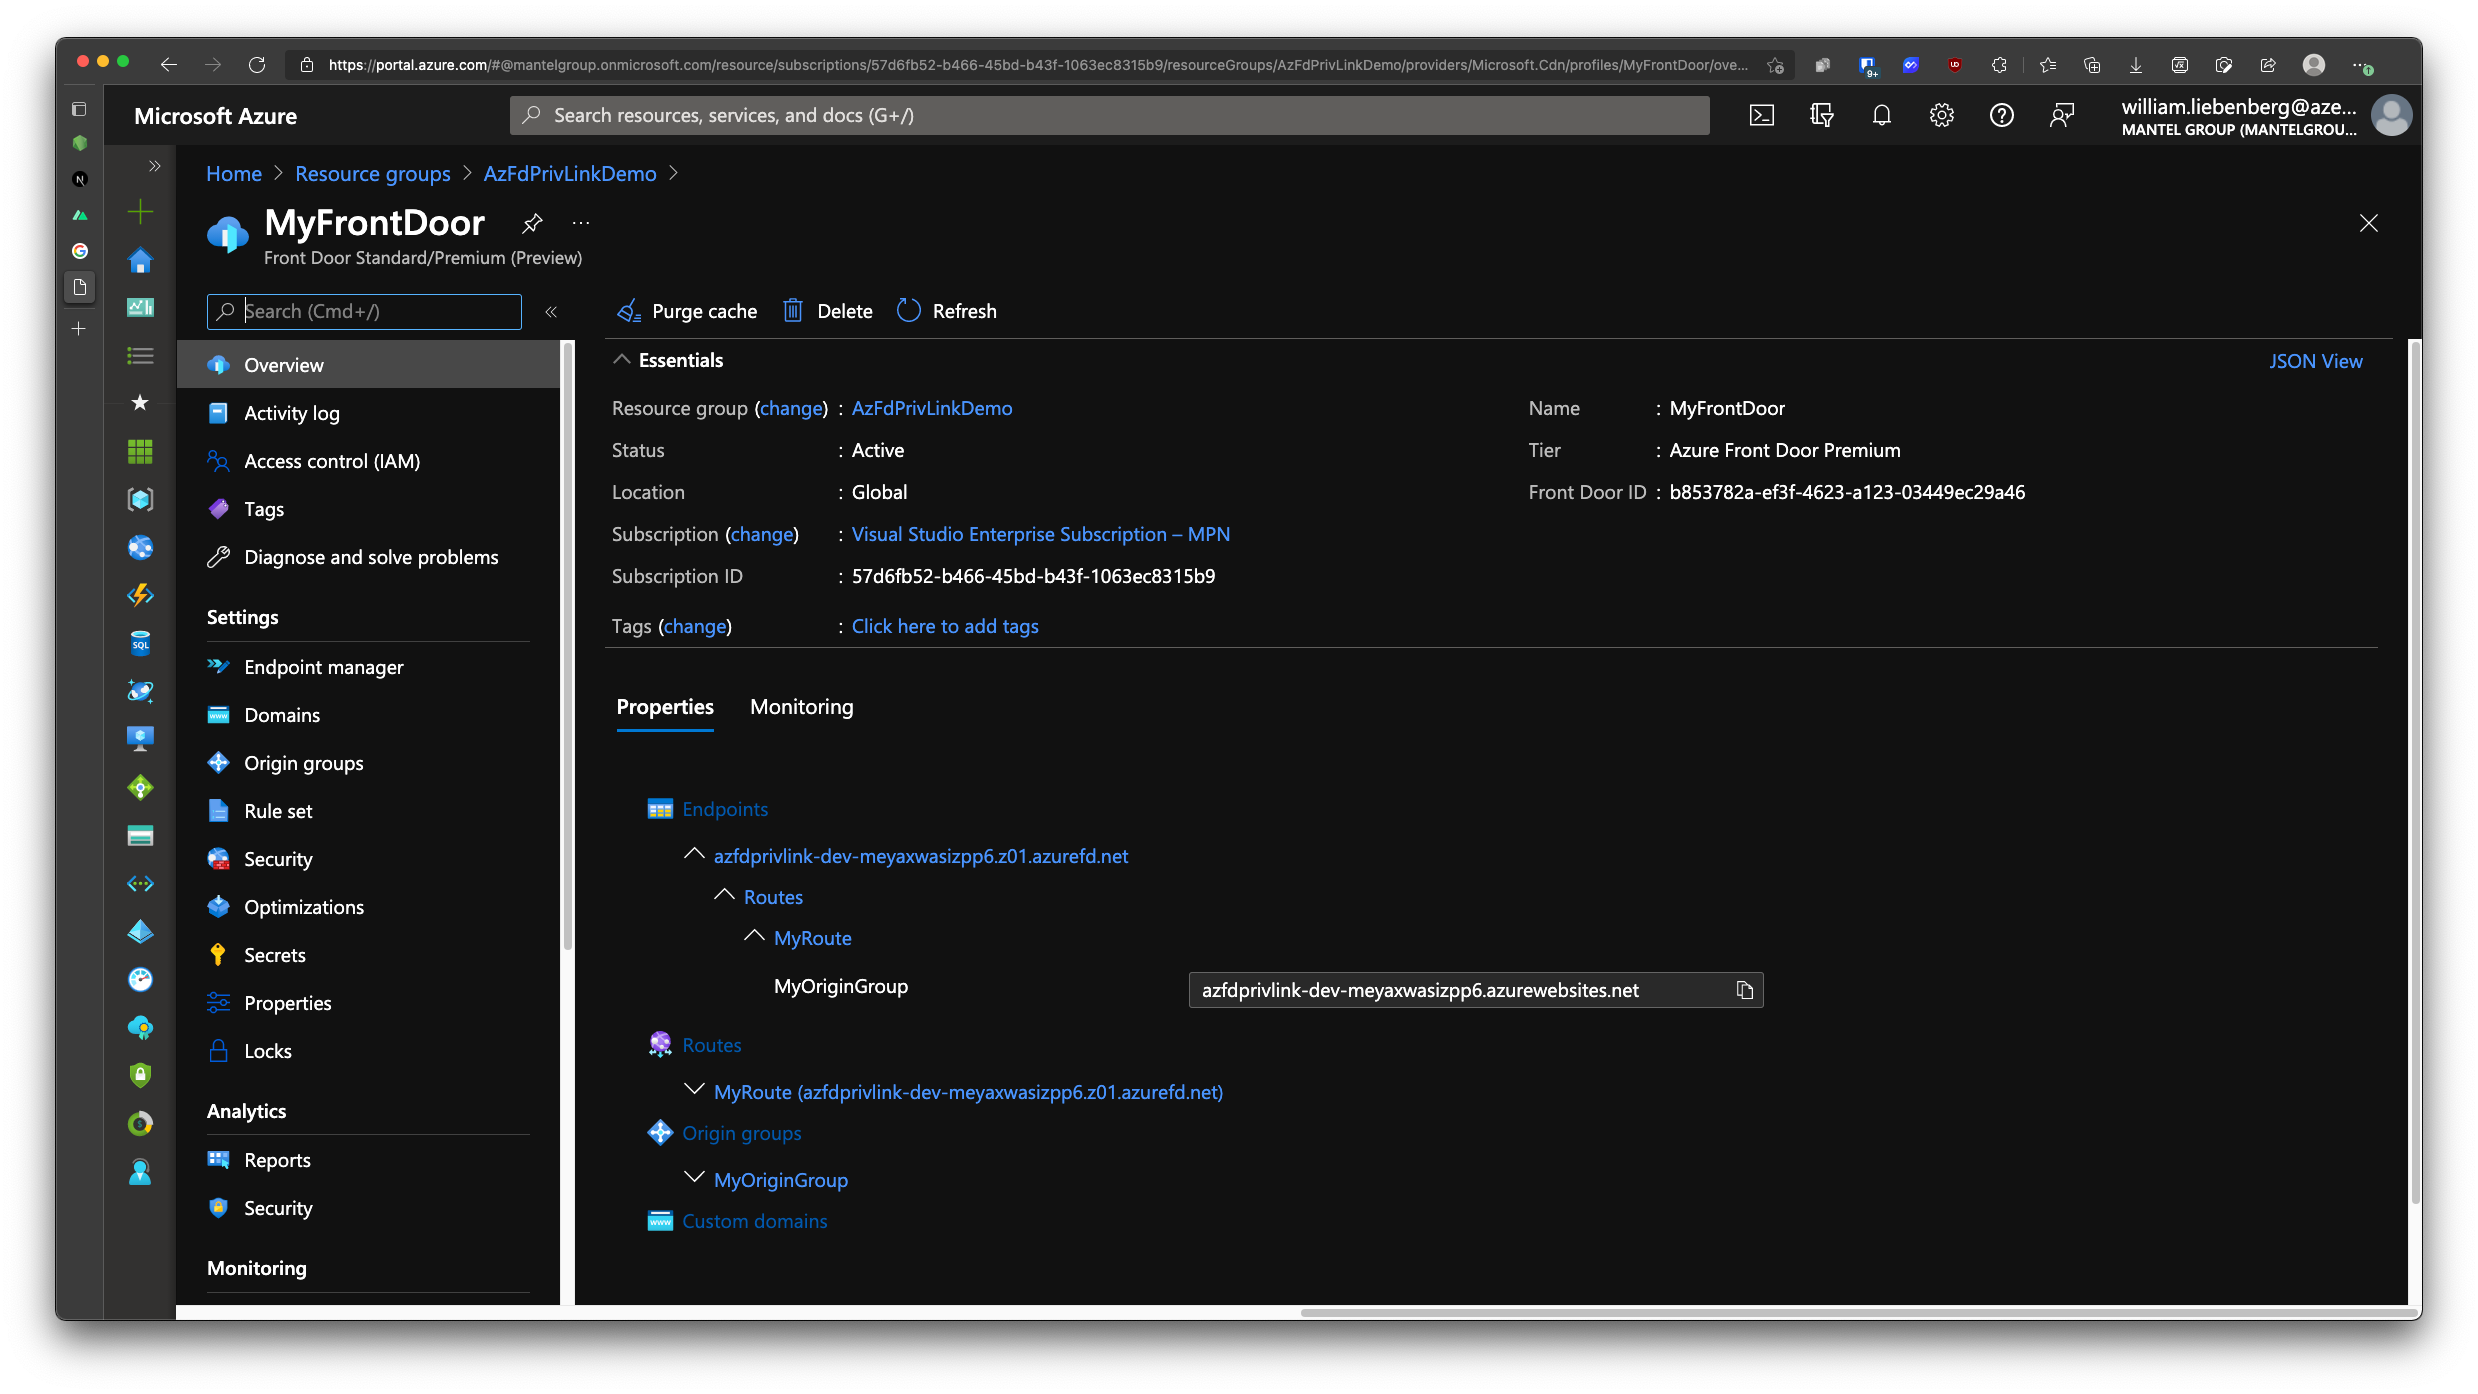 https://portal.azure.com/#@mantelgroup.onmicrosoft.com/resource/subscriptions/57d6fb52-b466-45bd-b43f-1063ec8315b9/resourceGroups/AzFdPrivLinkDemo/providers/Microsoft.Cdn/profiles/MyFrontDoor/ove...
9+
Microsoft Azure
Search resources, services, and docs (G+/)
william.liebenberg@aze...
MANTEL GROUP (MANTELGROU...
Home > Resource groups > AzFdPrivLinkDemo >
MyFrontDoor ...
Front Door Standard/Premium (Preview)
Search (Cmd+/)
«
Purge cache
Delete
Refresh
Overview
Activity log
Access control (IAM)
Tags
Diagnose and solve problems
Settings
Endpoint manager
Domains
Origin groups
Rule set
Security
Optimizations
Secrets
Properties
Locks
Analytics
Reports
Security
Monitoring
Essentials
JSON View
Resource group (change) : AzFdPrivLinkDemo
Status : Active
Location : Global
Subscription (change) : Visual Studio Enterprise Subscription – MPN
Subscription ID : 57d6fb52-b466-45bd-b43f-1063ec8315b9
Tags (change) : Click here to add tags
Name : MyFrontDoor
Tier : Azure Front Door Premium
Front Door ID : b853782a-ef3f-4623-a123-03449ec29a46
Properties
Monitoring
Endpoints
azfdprivlink-dev-meyaxwasizpp6.z01.azurefd.net
Routes
MyRoute
MyOriginGroup
azfdprivlink-dev-meyaxwasizpp6.azurewebsites.net
Routes
MyRoute (azfdprivlink-dev-meyaxwasizpp6.z01.azurefd.net)
Origin groups
MyOriginGroup
Custom domains